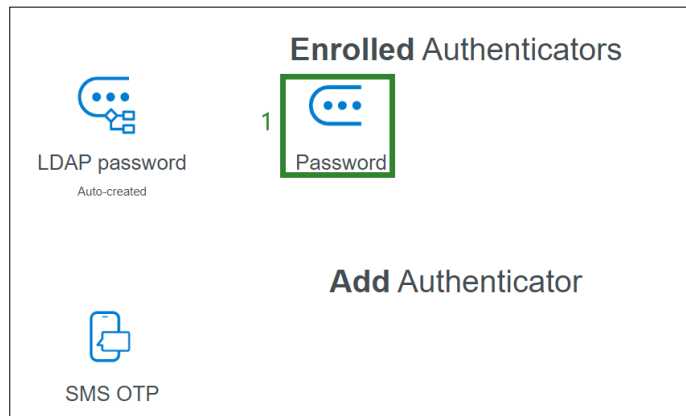 Enrolled Authenticators
1
LDAP password
Password
Auto-created
Add Authenticator
SMS OTP